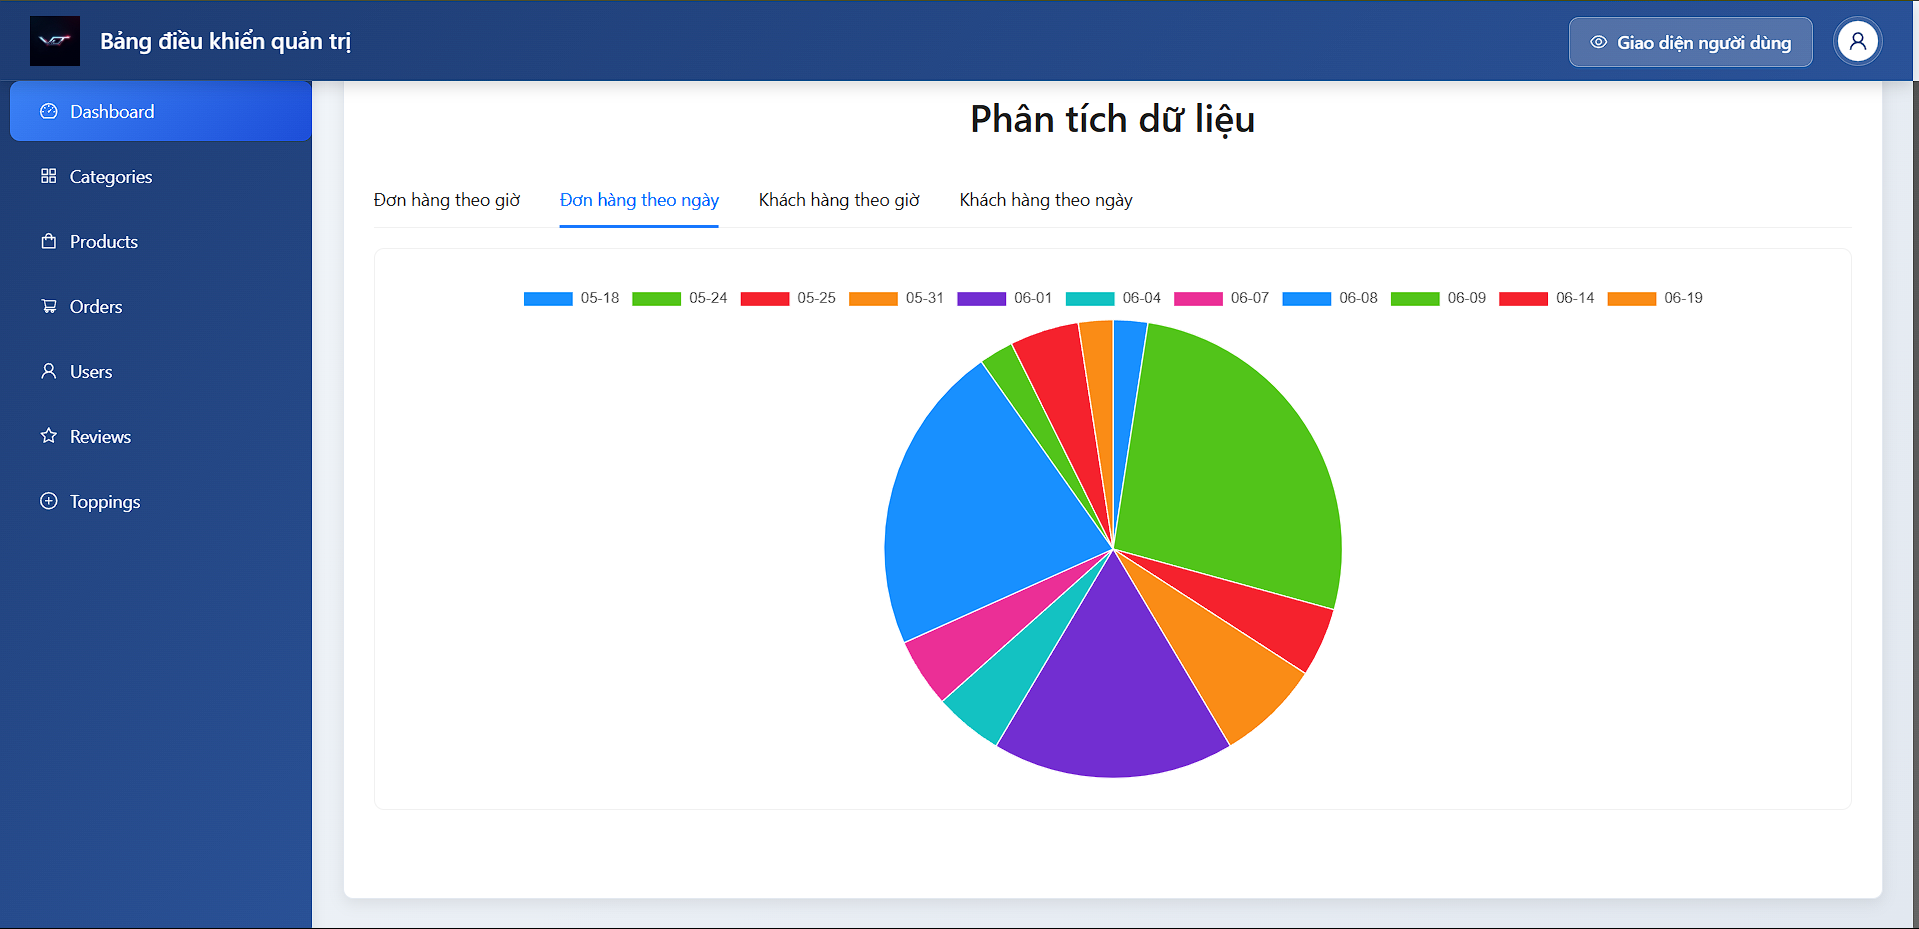 VGT
Bảng điều khiển quản trị
Giao diện người dùng
Dashboard
Categories
Products
Orders
Users
Reviews
Toppings
Phân tích dữ liệu
Đơn hàng theo giờ
Đơn hàng theo ngày
Khách hàng theo giờ
Khách hàng theo ngày
05-18 05-24 05-25 05-31 06-01 06-04 06-07 06-08 06-09 06-14 06-19